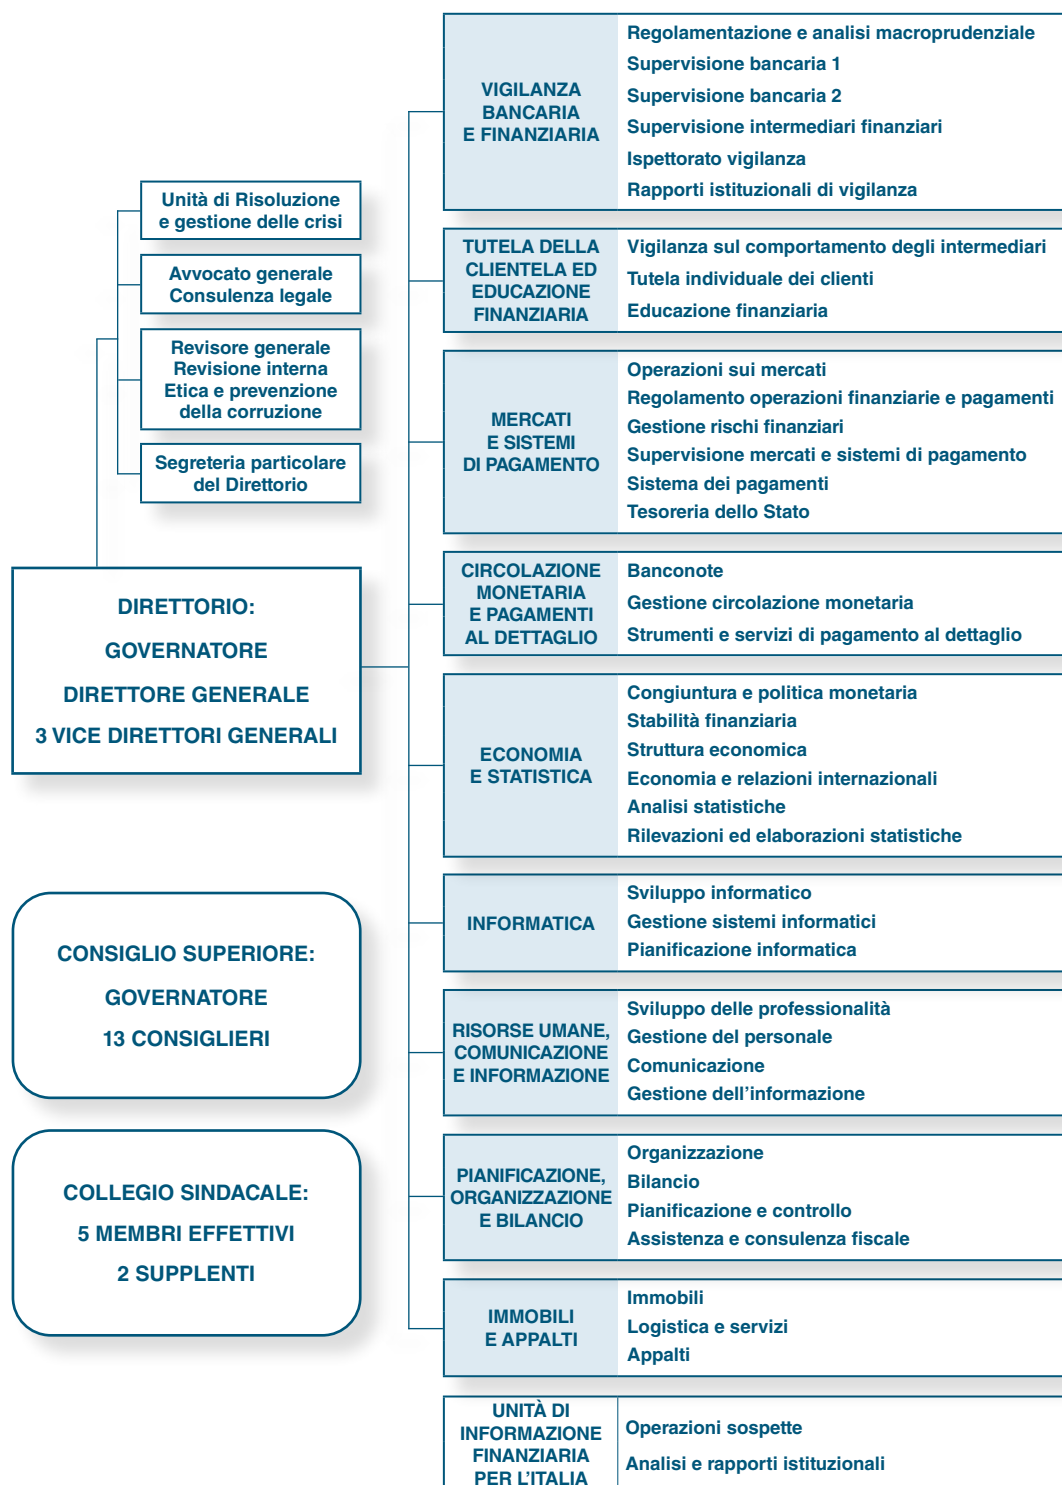 Unità di Risoluzione
e gestione delle crisi
Avvocato generale
Consulenza legale
Revisore generale
Revisione interna
Etica e prevenzione
della corruzione
Segreteria particolare
del Direttorio
DIRETTORIO:
GOVERNATORE
DIRETTORE GENERALE
3 VICE DIRETTORI GENERALI
CONSIGLIO SUPERIORE:
GOVERNATORE
13 CONSIGLIERI
COLLEGIO SINDACALE:
5 MEMBRI EFFETTIVI
2 SUPPLENTI
VIGILANZA
BANCARIA
E FINANZIARIA
Regolamentazione e analisi macroprudenziale
Supervisione bancaria 1
Supervisione bancaria 2
Supervisione intermediari finanziari
Ispettorato vigilanza
Rapporti istituzionali di vigilanza
TUTELA DELLA
CLIENTELA ED
EDUCAZIONE
FINANZIARIA
Vigilanza sul comportamento degli intermediari
Tutela individuale dei clienti
Educazione finanziaria
MERCATI
E SISTEMI
DI PAGAMENTO
Operazioni sui mercati
Regolamento operazioni finanziarie e pagamenti
Gestione rischi finanziari
Supervisione mercati e sistemi di pagamento
Sistema dei pagamenti
Tesoreria dello Stato
CIRCOLAZIONE
MONETARIA
E PAGAMENTI
AL DETTAGLIO
Banconote
Gestione circolazione monetaria
Strumenti e servizi di pagamento al dettaglio
ECONOMIA
E STATISTICA
Congiuntura e politica monetaria
Stabilità finanziaria
Struttura economica
Economia e relazioni internazionali
Analisi statistiche
Rilevazioni ed elaborazioni statistiche
INFORMATICA
Sviluppo informatico
Gestione sistemi informatici
Pianificazione informatica
RISORSE UMANE,
COMUNICAZIONE
E INFORMAZIONE
Sviluppo delle professionalità
Gestione del personale
Comunicazione
Gestione dell’informazione
PIANIFICAZIONE,
ORGANIZZAZIONE
E BILANCIO
Organizzazione
Bilancio
Pianificazione e controllo
Assistenza e consulenza fiscale
IMMOBILI
E APPALTI
Immobili
Logistica e servizi
Appalti
UNITÀ DI
INFORMAZIONE
FINANZIARIA
PER L’ITALIA
Operazioni sospette
Analisi e rapporti istituzionali